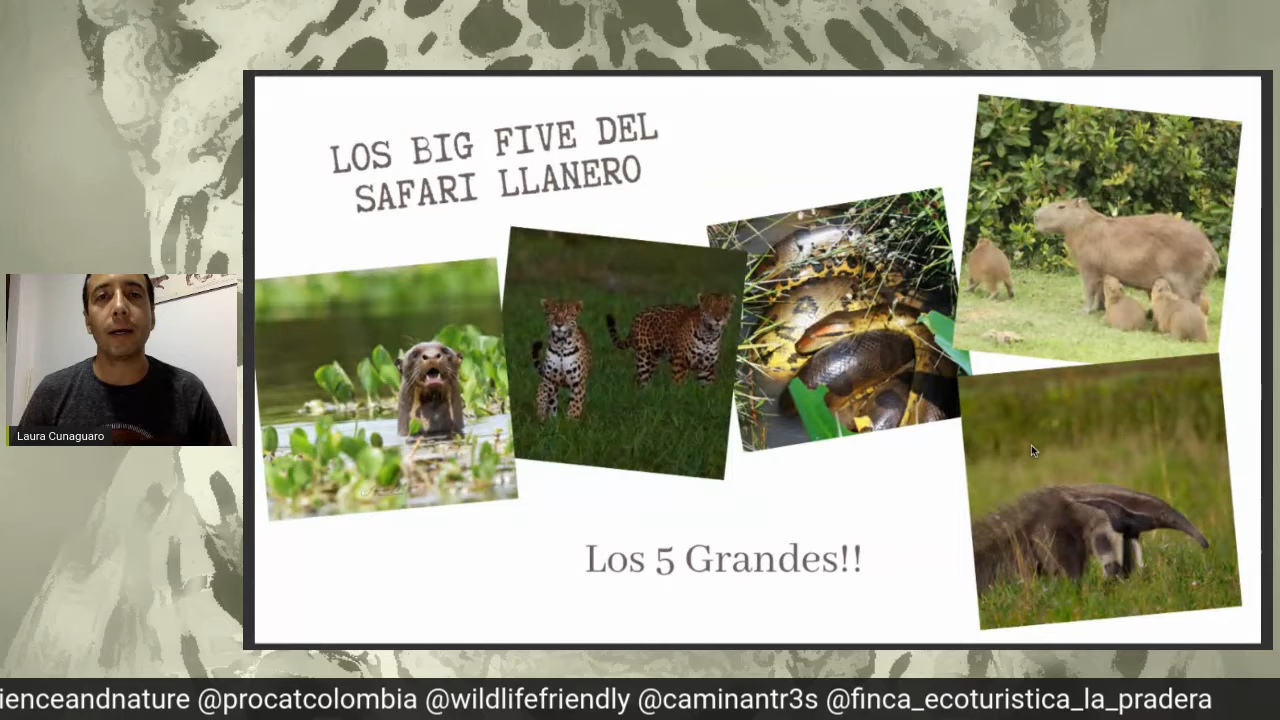 LOS BIG FIVE DEL
SAFARI LLANERO
Laura Cunaguaro
Los 5 Grandes!!
ienceandnature @procatcolombia @wildlifefriendly @caminantr3s @finca_ecoturistica_la_pradera